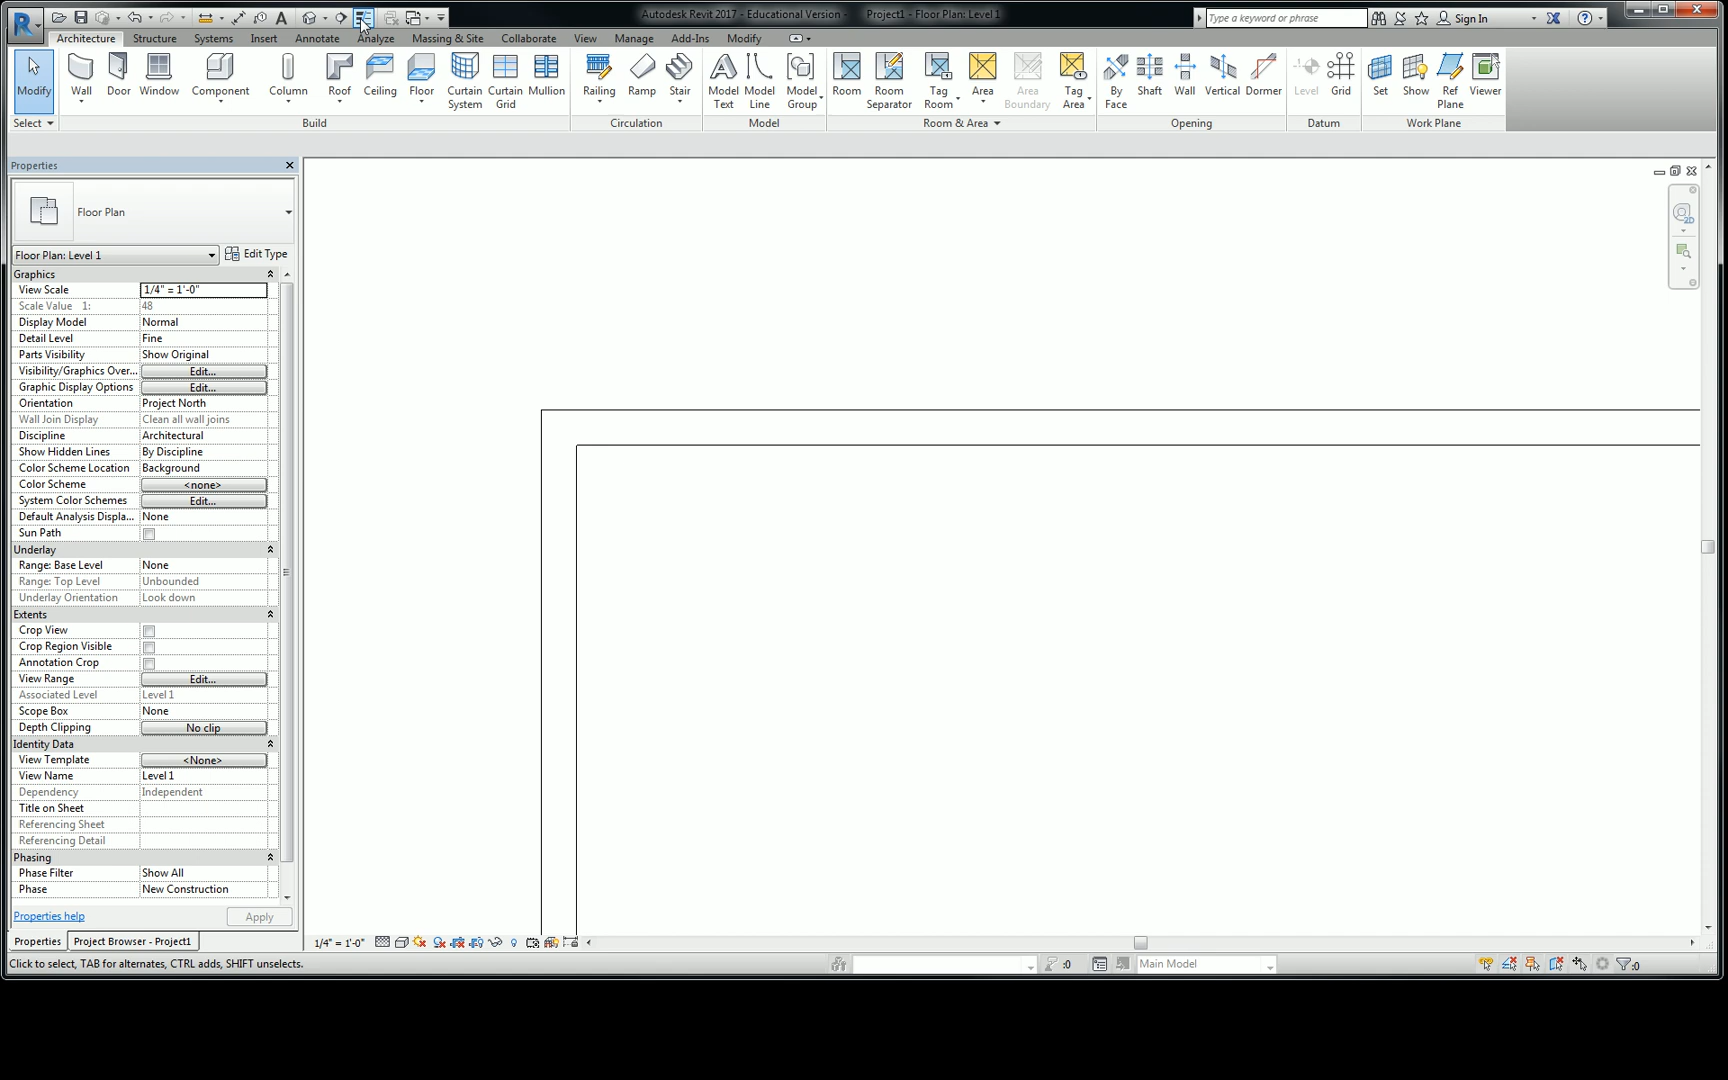 Autodesk Revit 2017 - Educational Version - Project1 - Floor Plan: Level 1
Type a keyword or phrase
Sign In
Architecture Structure Systems Insert Annotate Analyze Massing & Site Collaborate View Manage Add-Ins Modify
Modify Wall Door Window Component Column Roof Ceiling Floor Curtain System Curtain Grid Mullion Railing Ramp Stair Model Text Model Line Model Group Room Room Separator Tag Room Area Area Boundary Tag Area By Face Shaft Wall Vertical Dormer Level Grid Set Show Ref Plane Viewer
Select Build Circulation Model Room & Area Opening Datum Work Plane
Properties
Floor Plan
Floor Plan: Level 1 Edit Type
Graphics
View Scale 1/4" = 1'-0"
Scale Value 1: 48
Display Model Normal
Detail Level Fine
Parts Visibility Show Original
Visibility/Graphics Over... Edit...
Graphic Display Options Edit...
Orientation Project North
Wall Join Display Clean all wall joins
Discipline Architectural
Show Hidden Lines By Discipline
Color Scheme Location Background
Color Scheme <none>
System Color Schemes Edit...
Default Analysis Displa... None
Sun Path
Underlay
Range: Base Level None
Range: Top Level Unbounded
Underlay Orientation Look down
Extents
Crop View
Crop Region Visible
Annotation Crop
View Range Edit...
Associated Level Level 1
Scope Box None
Depth Clipping No clip
Identity Data
View Template <None>
View Name Level 1
Dependency Independent
Title on Sheet
Referencing Sheet
Referencing Detail
Phasing
Phase Filter Show All
Phase New Construction
Properties help Apply
Properties Project Browser - Project1
1/4" = 1'-0"
Click to select, TAB for alternates, CTRL adds, SHIFT unselects.
:0 Main Model :0